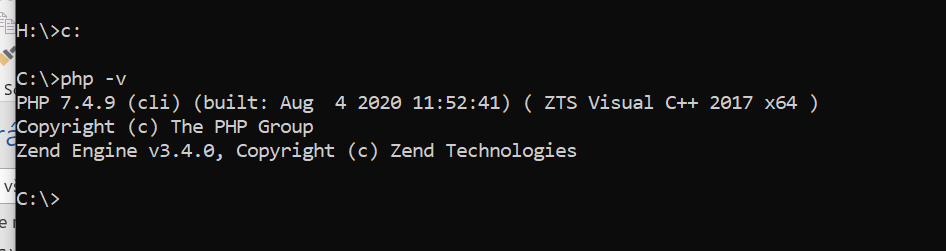 H:\>c:
C:\>php -v
PHP 7.4.9 (cli) (built: Aug  4 2020 11:52:41) ( ZTS Visual C++ 2017 x64 )
Copyright (c) The PHP Group
Zend Engine v3.4.0, Copyright (c) Zend Technologies
C:\>